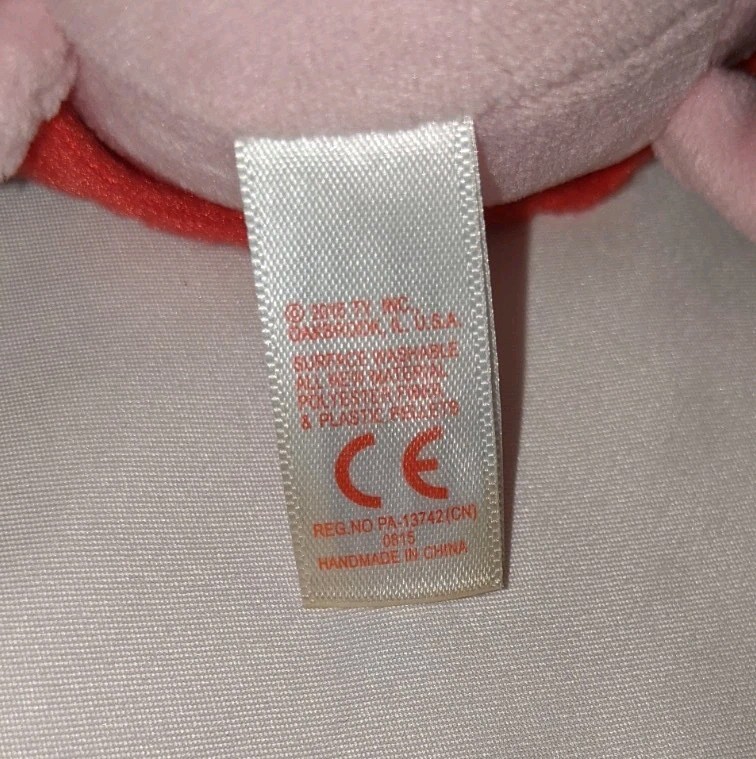 © 2015 TY INC.
OAKBROOK, IL U.S.A.
SURFACE WASHABLE
ALL NEW MATERIAL
POLYESTER FIBER
& PLASTIC PELLETS
CE
REG.NO PA-13742(CN)
0815
HANDMADE IN CHINA